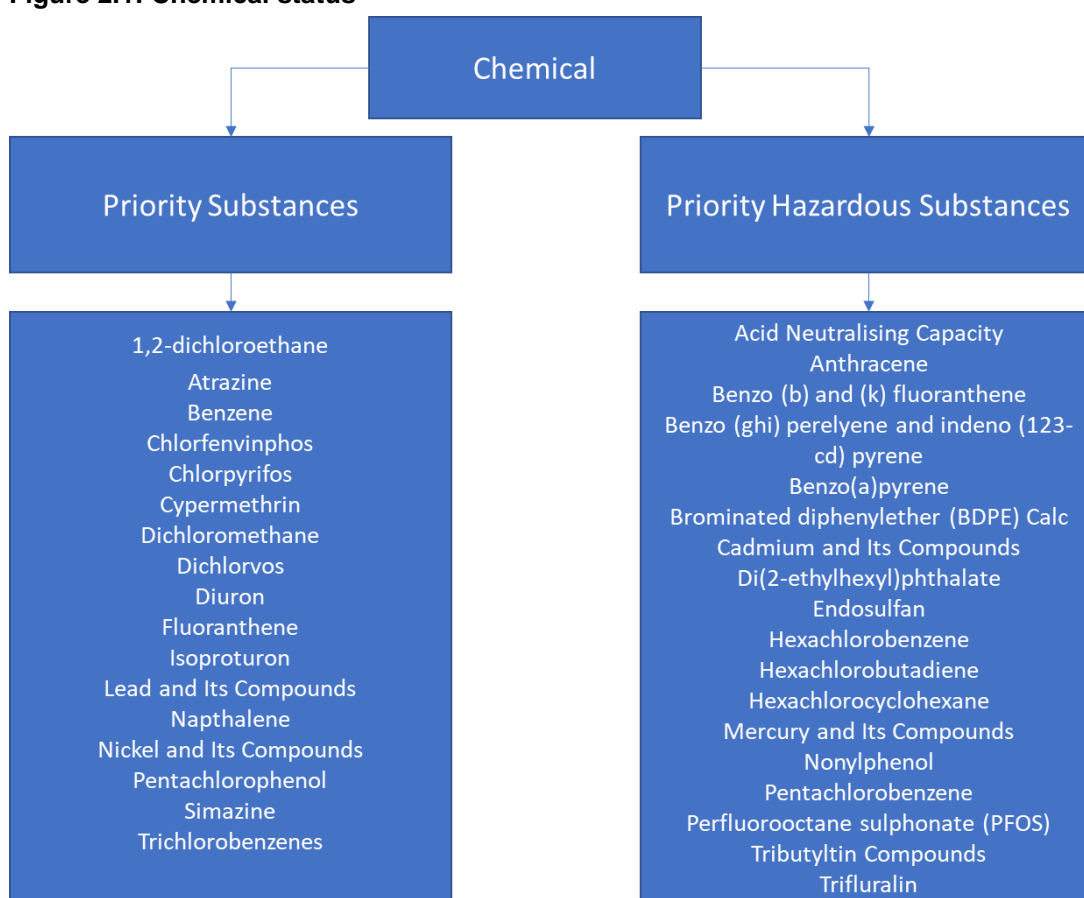 Figure 2.1: Chemical status
Chemical
Priority Substances
Priority Hazardous Substances
1,2-dichloroethane
Atrazine
Benzene
Chlorfenvinphos
Chlorpyrifos
Cypermethrin
Dichloromethane
Dichlorvos
Diuron
Fluoranthene
Isoproturon
Lead and Its Compounds
Napthalene
Nickel and Its Compounds
Pentachlorophenol
Simazine
Trichlorobenzenes
Acid Neutralising Capacity
Anthracene
Benzo (b) and (k) fluoranthene
Benzo (ghi) perelyene and indeno (123-
cd) pyrene
Benzo(a)pyrene
Brominated diphenylether (BDPE) Calc
Cadmium and Its Compounds
Di(2-ethylhexyl)phthalate
Endosulfan
Hexachlorobenzene
Hexachlorobutadiene
Hexachlorocyclohexane
Mercury and Its Compounds
Nonylphenol
Pentachlorobenzene
Perfluorooctane sulphonate (PFOS)
Tributyltin Compounds
Trifluralin